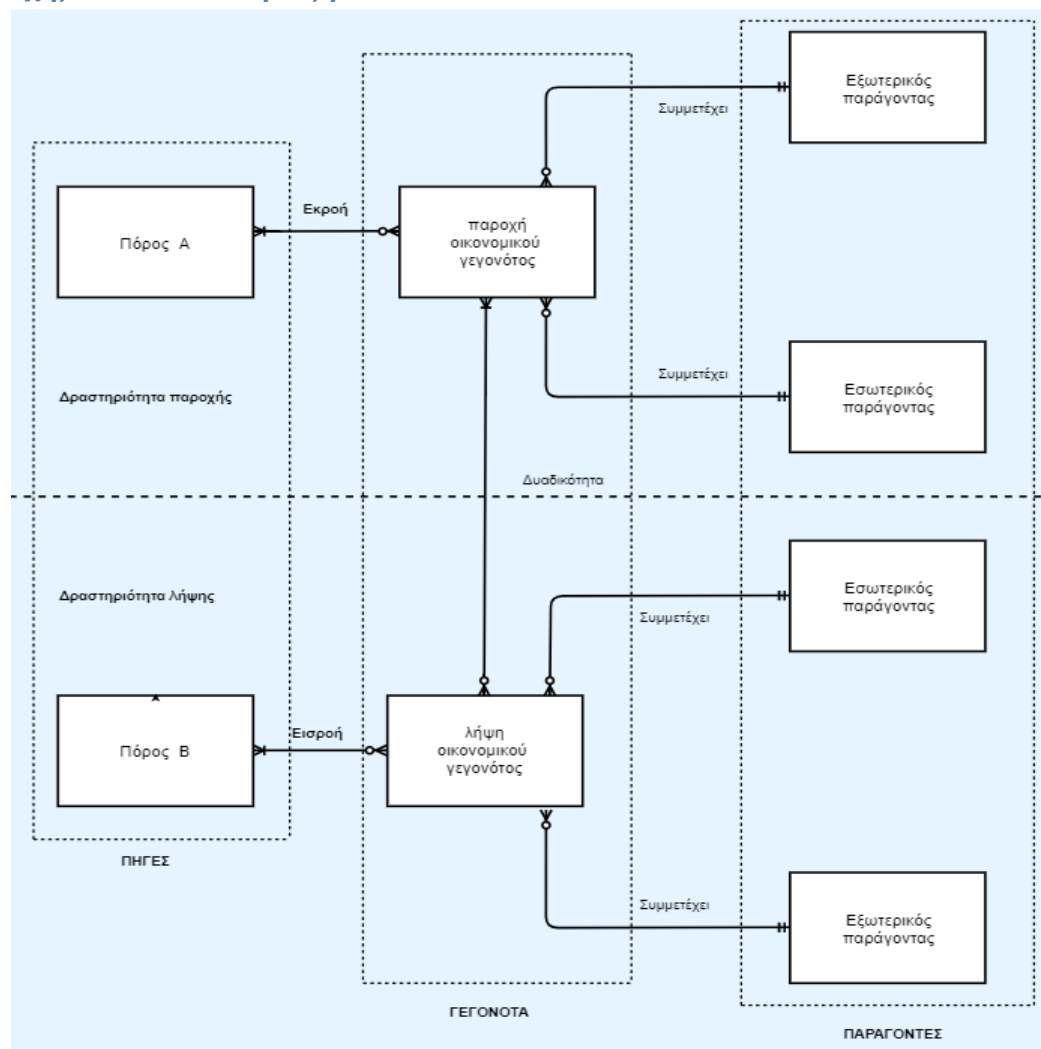 Εξωτερικός
παράγοντας
Συμμετέχει
Εκροή
Πόρος Α
παροχή
οικονομικού
γεγονότος
Συμμετέχει
Εσωτερικός
παράγοντας
Δραστηριότητα παροχής
Δυαδικότητα
Εσωτερικός
παράγοντας
Δραστηριότητα λήψης
Συμμετέχει
Εισροή
Πόρος Β
λήψη
οικονομικού
γεγονότος
ΠΗΓΕΣ
Συμμετέχει
Εξωτερικός
παράγοντας
ΓΕΓΟΝΟΤΑ
ΠΑΡΑΓΟΝΤΕΣ